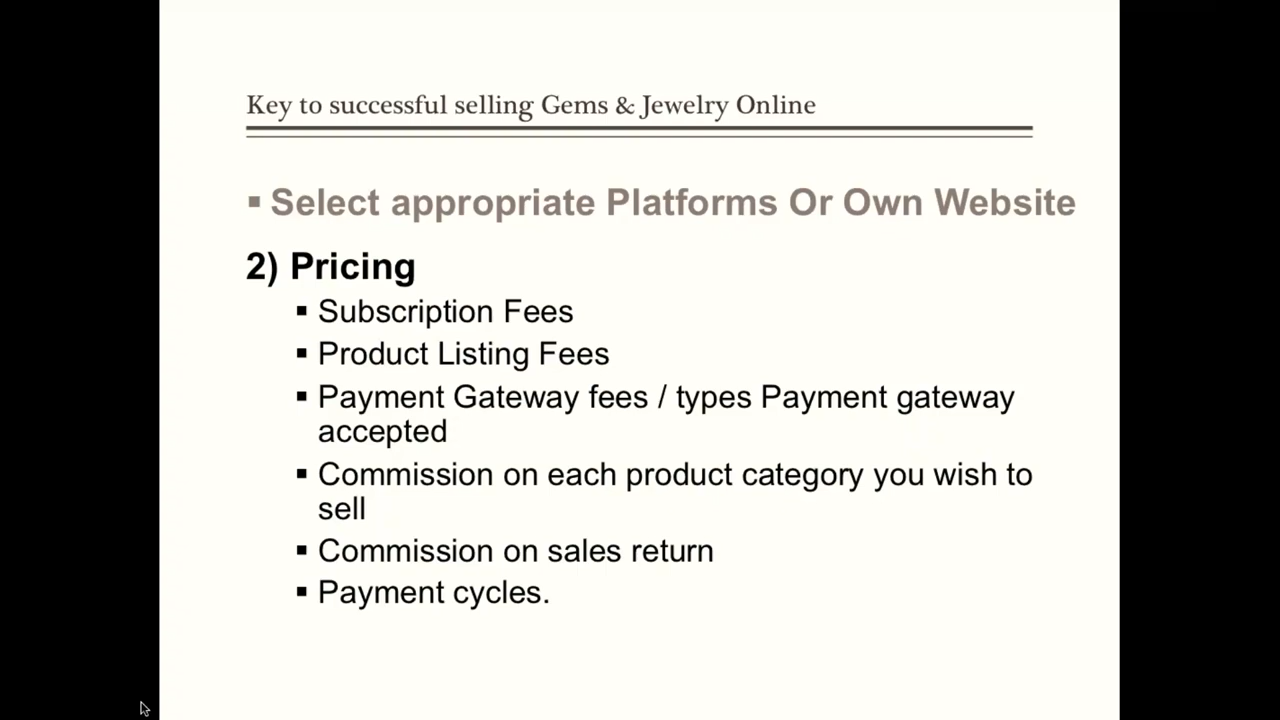 Key to successful selling Gems & Jewelry Online
▪ Select appropriate Platforms Or Own Website
2) Pricing
▪ Subscription Fees
▪ Product Listing Fees
▪ Payment Gateway fees / types Payment gateway
accepted
▪ Commission on each product category you wish to
sell
▪ Commission on sales return
▪ Payment cycles.